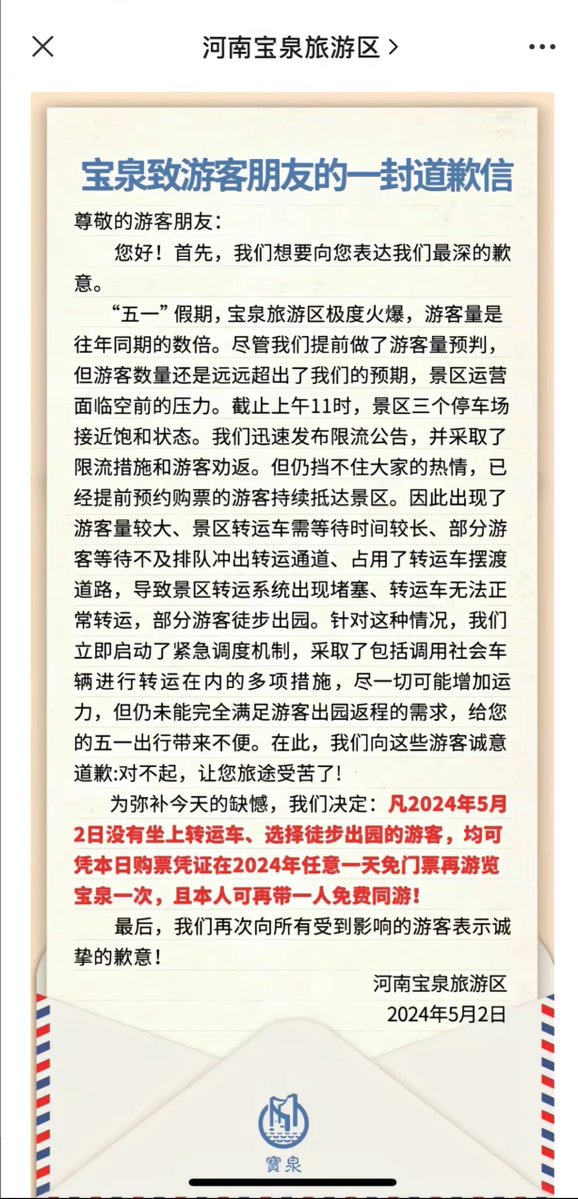 河南宝泉旅游区
宝泉致游客朋友的一封道歉信
尊敬的游客朋友：
您好！首先，我们想要向您表达我们最深的歉
意。
“五一”假期，宝泉旅游区极度火爆，游客量是
往年同期的数倍。尽管我们提前做了游客量预判，
但游客数量还是远远超出了我们的预期，景区运营
面临空前的压力。截止上午11时，景区三个停车场
接近饱和状态。我们迅速发布限流公告，并采取了
限流措施和游客劝返。但仍挡不住大家的热情，已
经提前预约购票的游客持续抵达景区。因此出现了
游客量较大、景区转运车需等待时间较长、部分游
客等待不及排队冲出转运通道、占用了转运车摆渡
道路，导致景区转运系统出现堵塞、转运车无法正
常转运，部分游客徒步出园。针对这种情况，我们
立即启动了紧急调度机制，采取了包括调用社会车
辆进行转运在内的多项措施，尽一切可能增加运
力，但仍未能完全满足游客出园返程的需求，给您
的五一出行带来不便。在此，我们向这些游客诚意
道歉:对不起，让您旅途受苦了!
为弥补今天的缺憾，我们决定：凡2024年5月
2日没有坐上转运车、选择徒步出园的游客，均可
凭本日购票凭证在2024年任意一天免门票再游览
宝泉一次，且本人可再带一人免费同游！
最后，我们再次向所有受到影响的游客表示诚
挚的歉意！
河南宝泉旅游区
2024年5月2日
寶泉